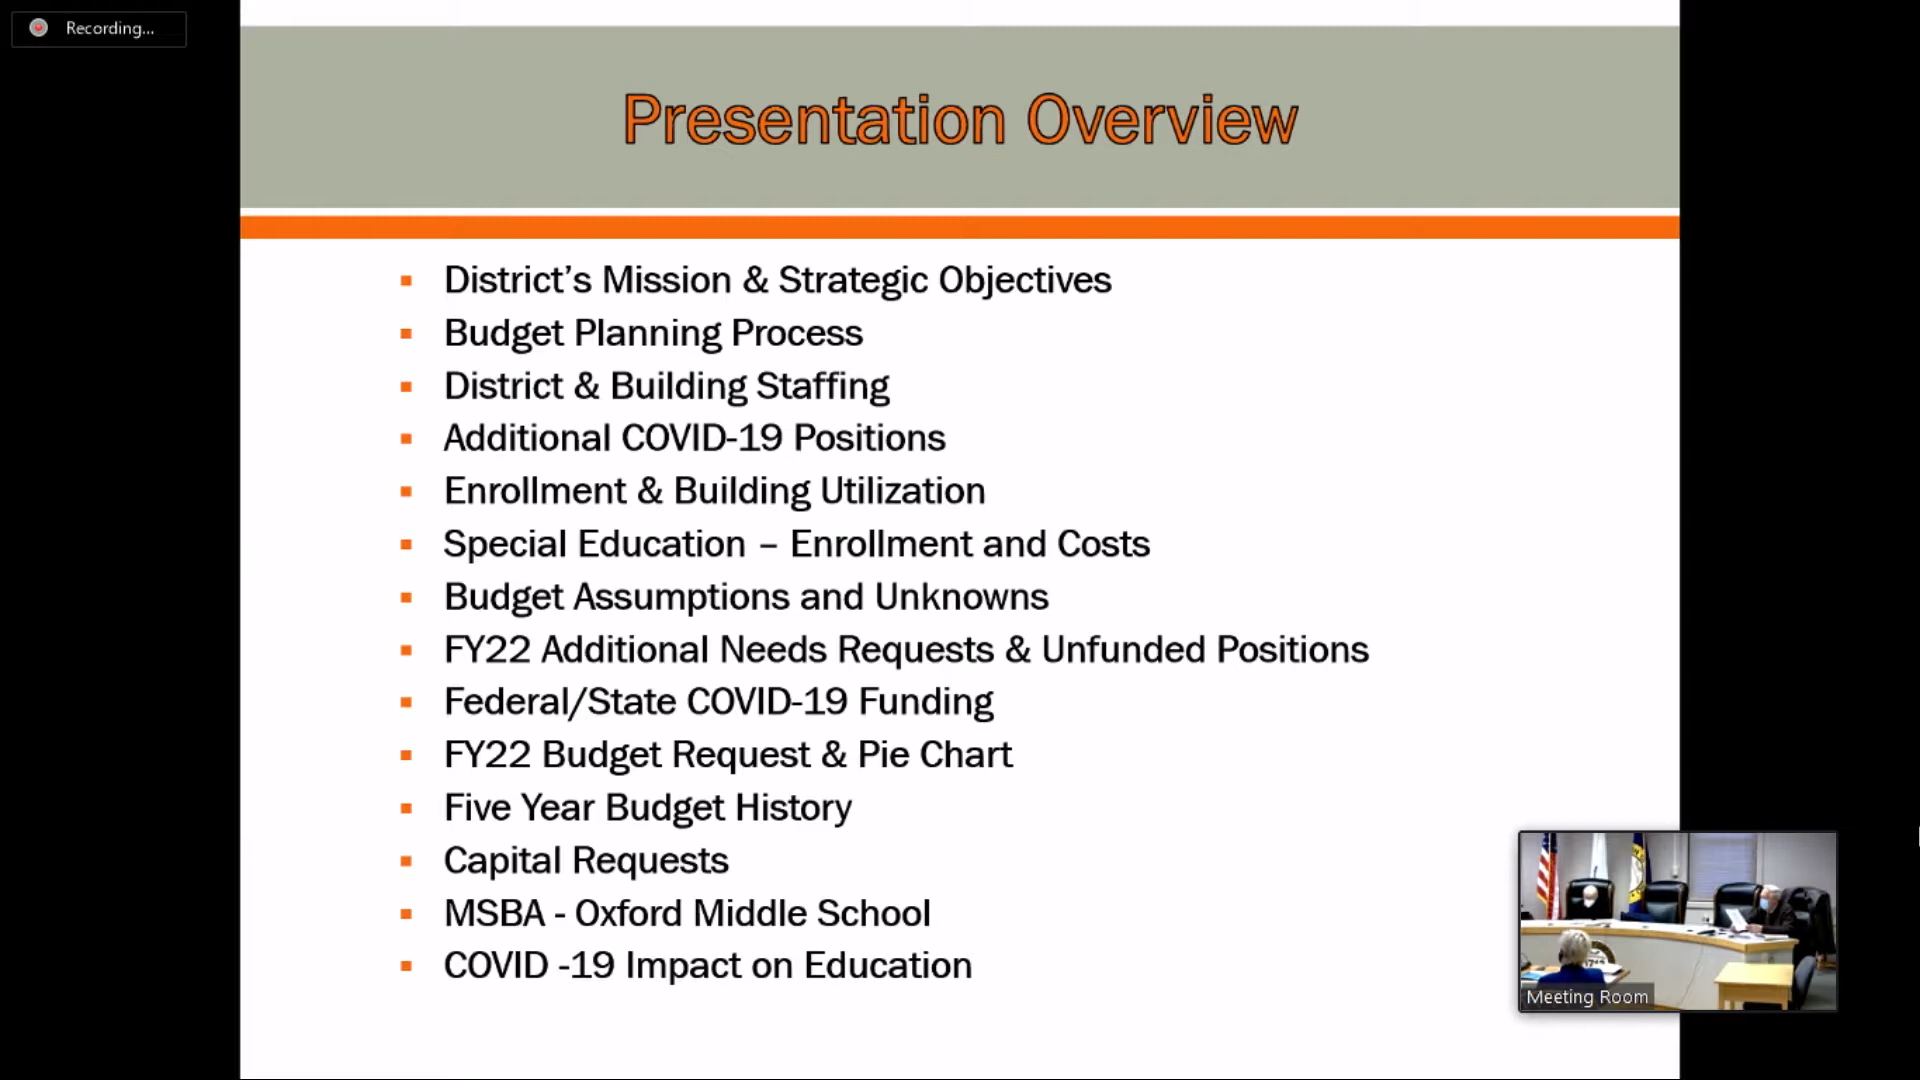 Recording...
Presentation Overview
District’s Mission & Strategic Objectives
Budget Planning Process
District & Building Staffing
Additional COVID-19 Positions
Enrollment & Building Utilization
Special Education – Enrollment and Costs
Budget Assumptions and Unknowns
FY22 Additional Needs Requests & Unfunded Positions
Federal/State COVID-19 Funding
FY22 Budget Request & Pie Chart
Five Year Budget History
Capital Requests
MSBA - Oxford Middle School
COVID -19 Impact on Education
Meeting Room